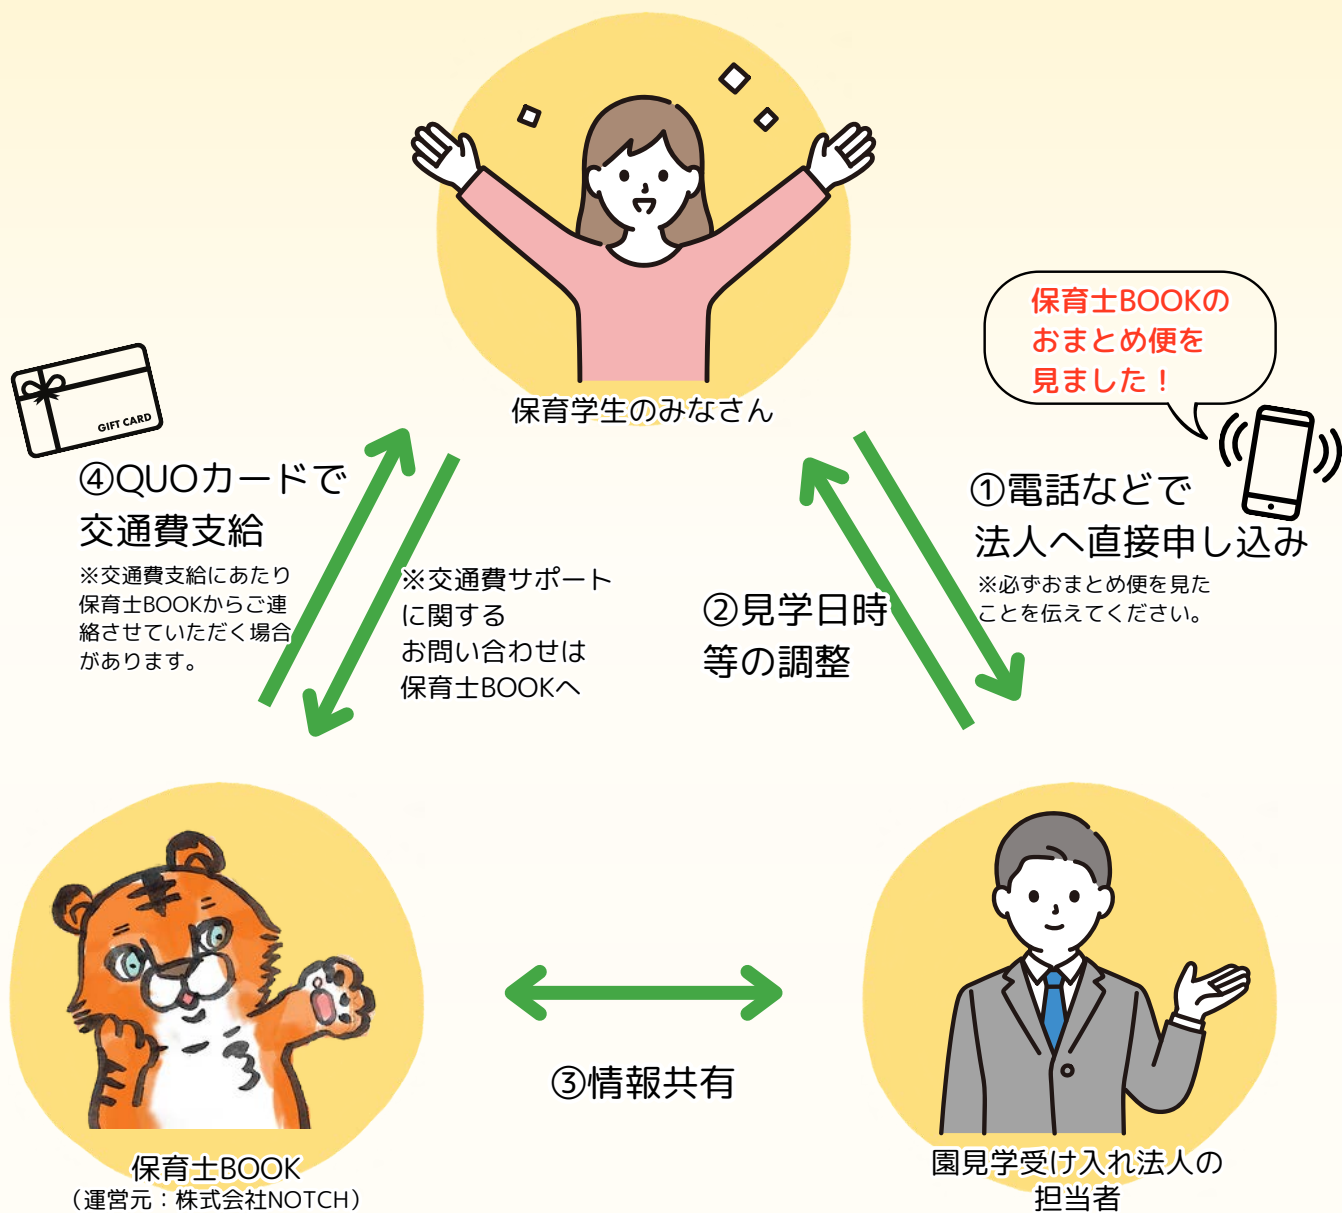 保育士BOOKの
おまとめ便を
見ました！
保育学生のみなさん
GIFT CARD
④QUOカードで
交通費支給
※交通費支給にあたり
保育士BOOKからご連
絡させていただく場合
があります。
※交通費サポート
に関する
お問い合わせは
保育士BOOKへ
②見学日時
等の調整
①電話などで
法人へ直接申し込み
※必ずおまとめ便を見た
ことを伝えてください。
③情報共有
保育士BOOK
（運営元：株式会社NOTCH）
園見学受け入れ法人の
担当者